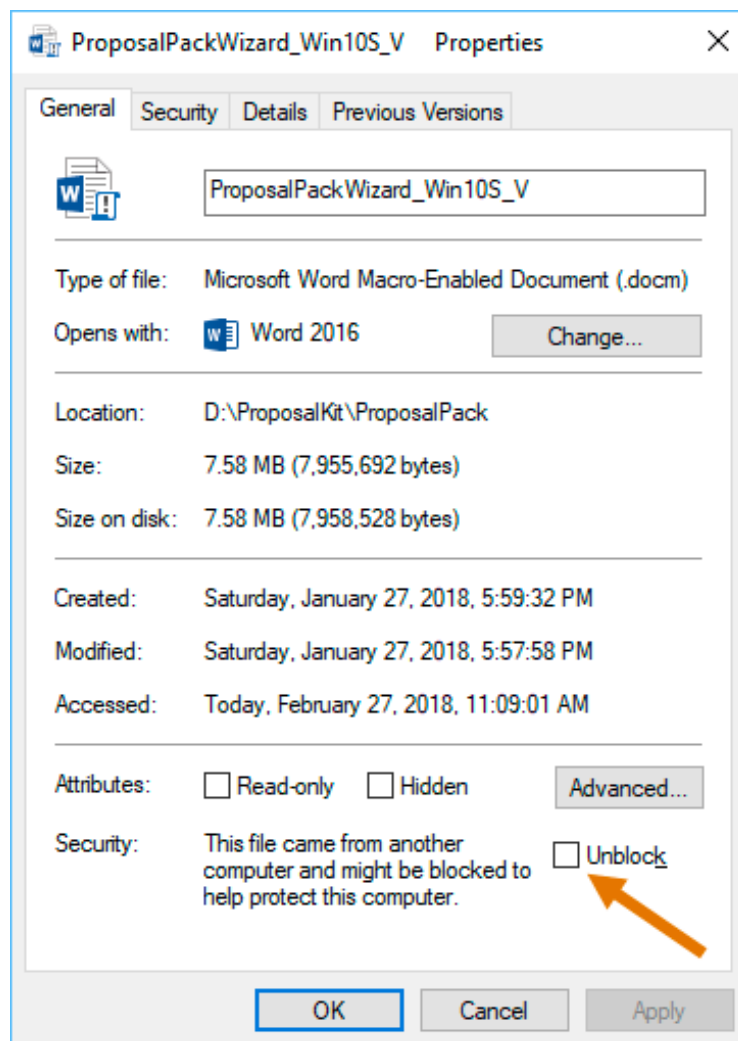 ProposalPackWizard_Win10S_V Properties
General Security Details Previous Versions
W
ProposalPackWizard_Win10S_V
Type of file: Microsoft Word Macro-Enabled Document (.docm)
Opens with: W Word 2016 Change...
Location: D:\ProposalKit\ProposalPack
Size: 7.58 MB (7,955,692 bytes)
Size on disk: 7.58 MB (7,958,528 bytes)
Created: Saturday, January 27, 2018, 5:59:32 PM
Modified: Saturday, January 27, 2018, 5:57:58 PM
Accessed: Today, February 27, 2018, 11:09:01 AM
Attributes: Read-only Hidden Advanced...
Security: This file came from another
computer and might be blocked to
help protect this computer.
Unblock
OK Cancel Apply